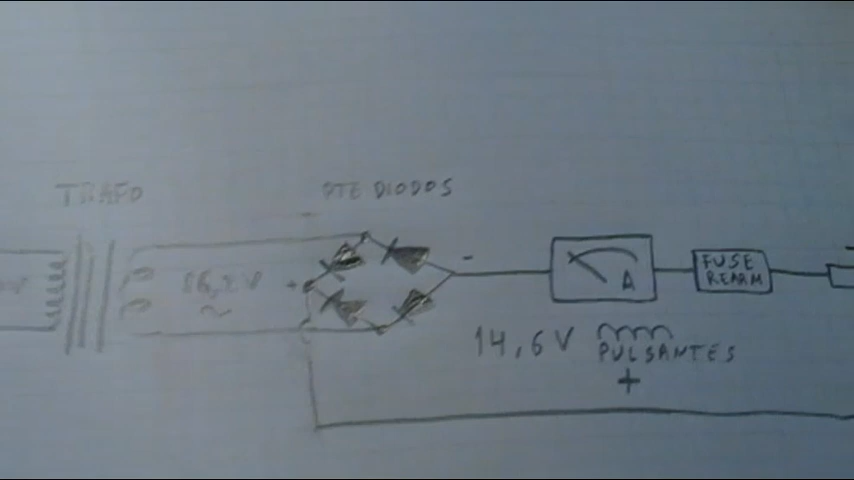 TRAFO
PTE DIODOS
-
+
~
A
FUSE
REARM
14,6V
PULSANTES
+